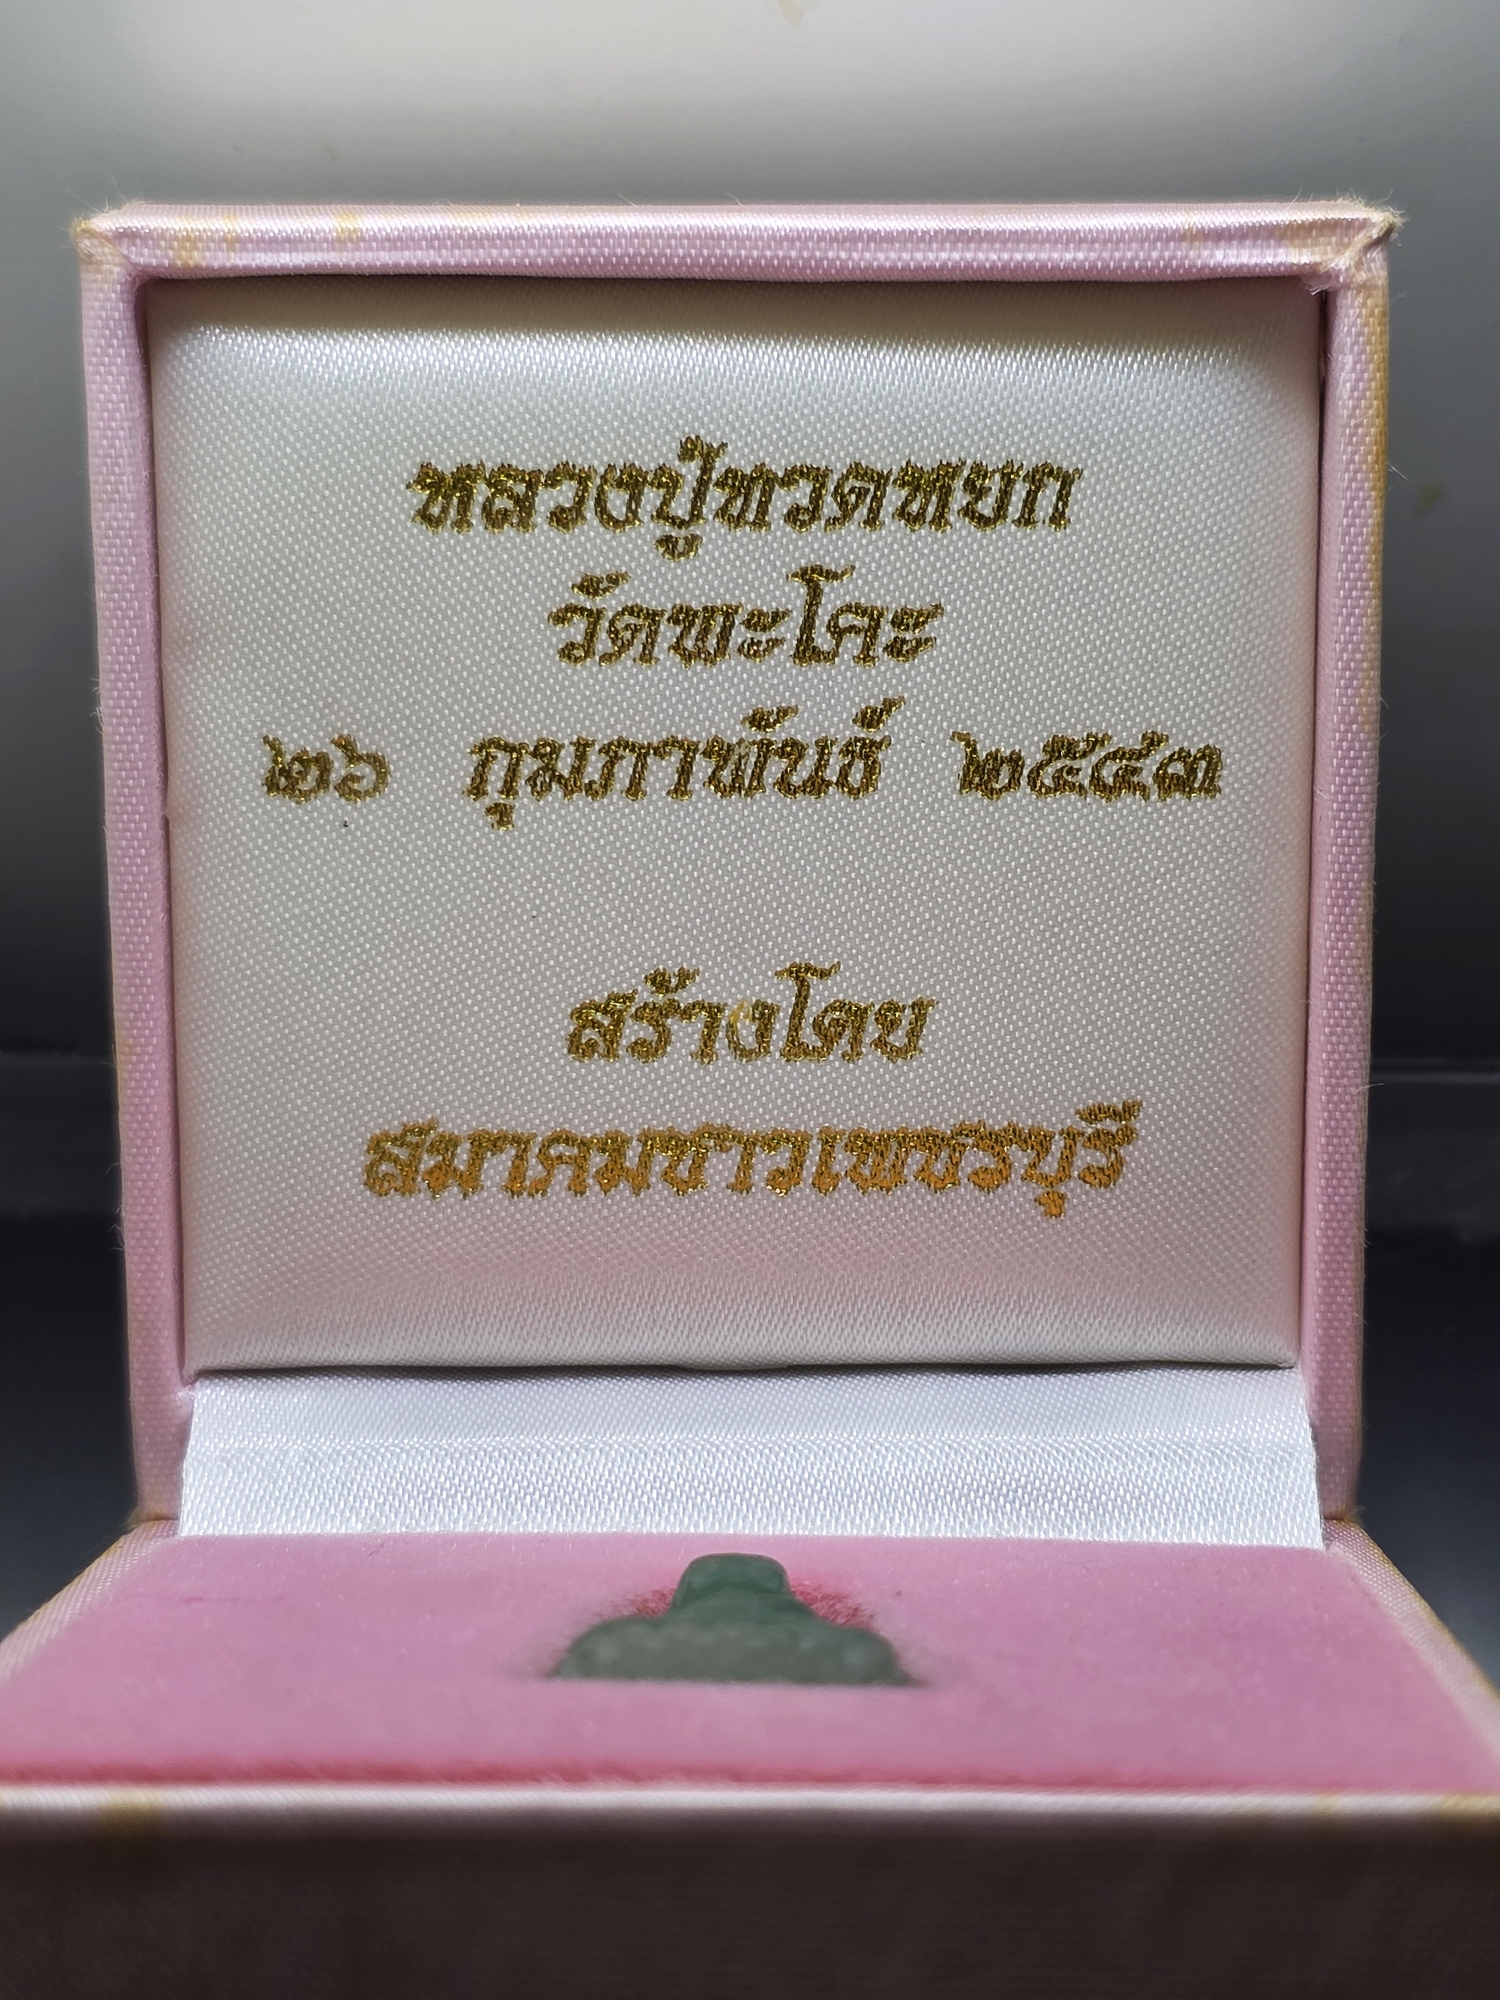 หลวงปู่ทวดหยก
วัดพะโคะ
๒๖ กุมภาพันธ์ ๒๕๔๓
สร้างโดย
สมาคมชาวเพชรบุรี